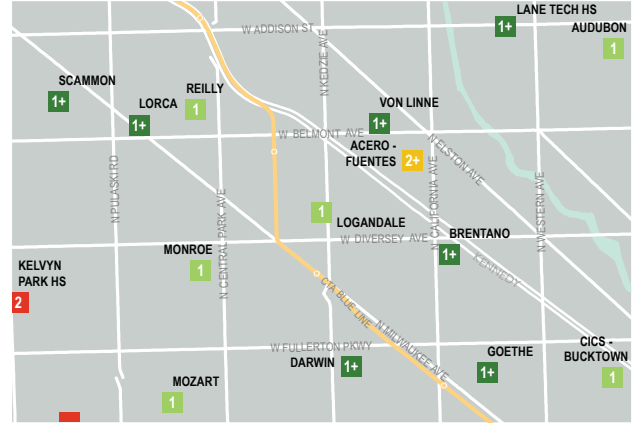 LANE TECH HS
1+
AUDUBON
1
W ADDISON ST
N KEDZIE AVE
SCAMMON
1+
REILLY
1
LORCA
1+
VON LINNE
1+
W BELMONT AVE
ACERO -
FUENTES
2+
N ELSTON AVE
N PULASKI RD
N CENTRAL PARK AVE
N CALIFORNIA AVE
N WESTERN AVE
1
LOGANDALE
W DIVERSEY AVE
BRENTANO
1+
MONROE
1
KENNEDY
KELVYN
PARK HS
2
CTA BLUE LINE
N MILWAUKEE AVE
W FULLERTON PKWY
DARWIN
1+
GOETHE
1+
CICS -
BUCKTOWN
1
MOZART
1